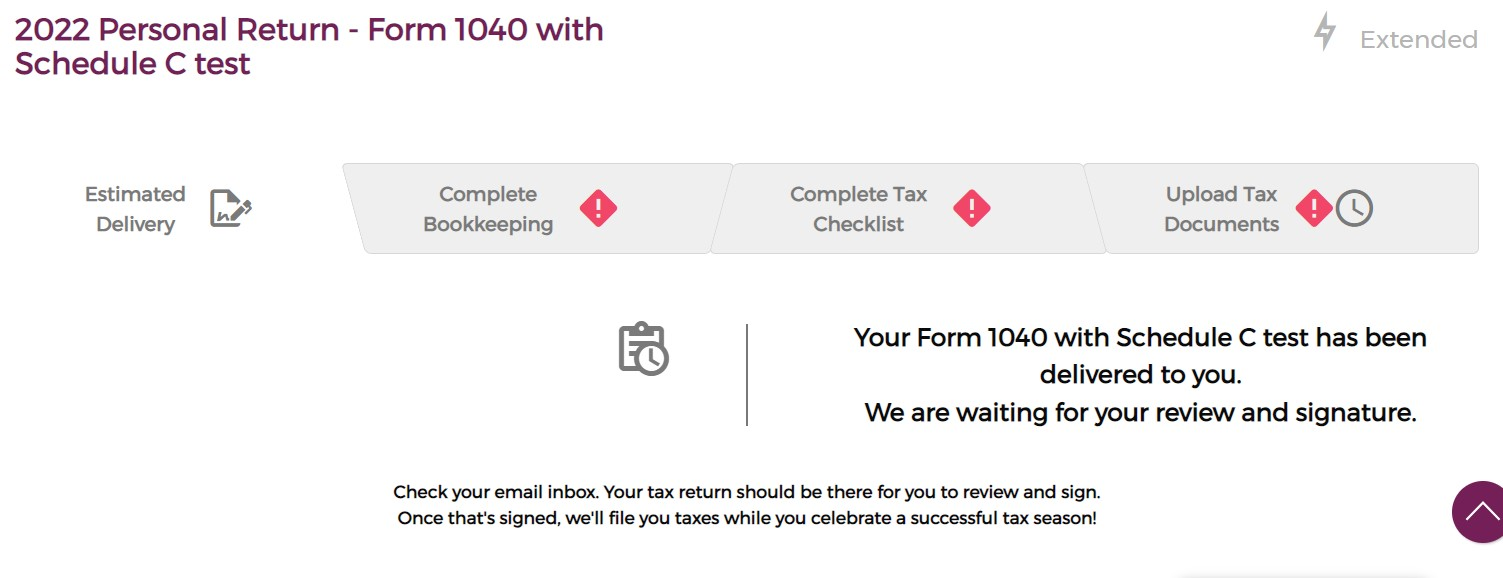 2022 Personal Return - Form 1040 with
Schedule C test
Extended
Estimated
Delivery
Complete
Bookkeeping
Complete Tax
Checklist
Upload Tax
Documents
Your Form 1040 with Schedule C test has been
delivered to you.
We are waiting for your review and signature.
Check your email inbox. Your tax return should be there for you to review and sign.
Once that's signed, we'll file you taxes while you celebrate a successful tax season!